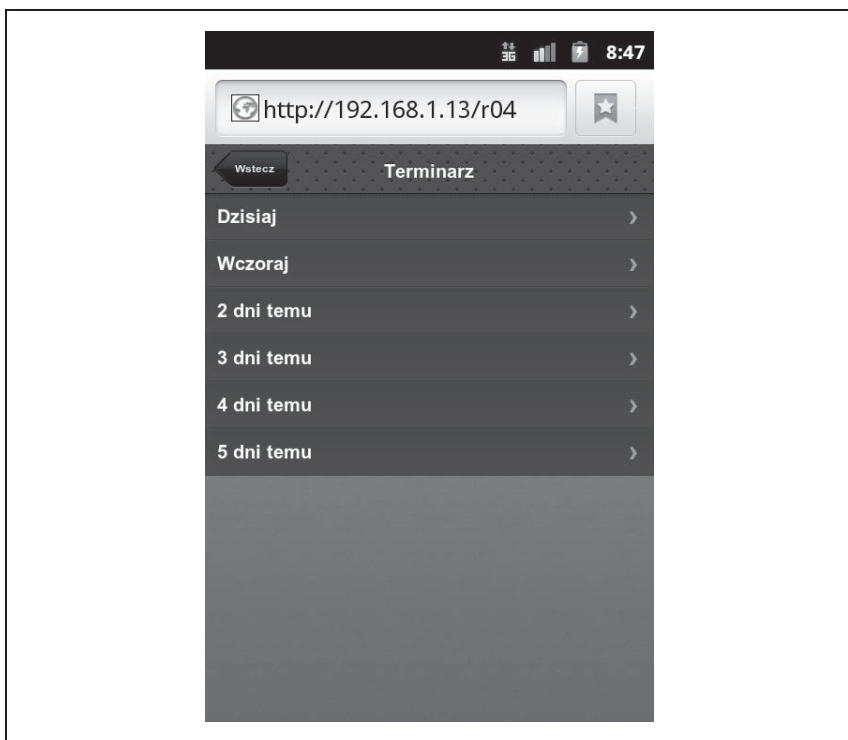 3G 8:47
http://192.168.1.13/r04
Wstecz Terminarz
Dzisiaj
Wczoraj
2 dni temu
3 dni temu
4 dni temu
5 dni temu